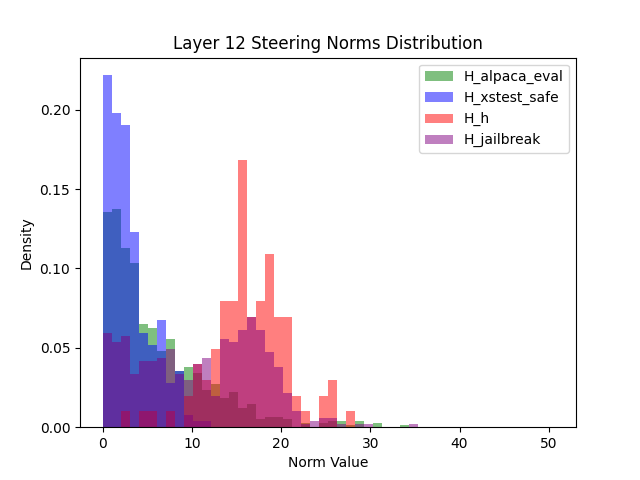 Layer 12 Steering Norms Distribution
H_alpaca_eval
H_xstest_safe
H_h
H_jailbreak
Density
0.20
0.15
0.10
0.05
0.00
0 10 20 30 40 50
Norm Value